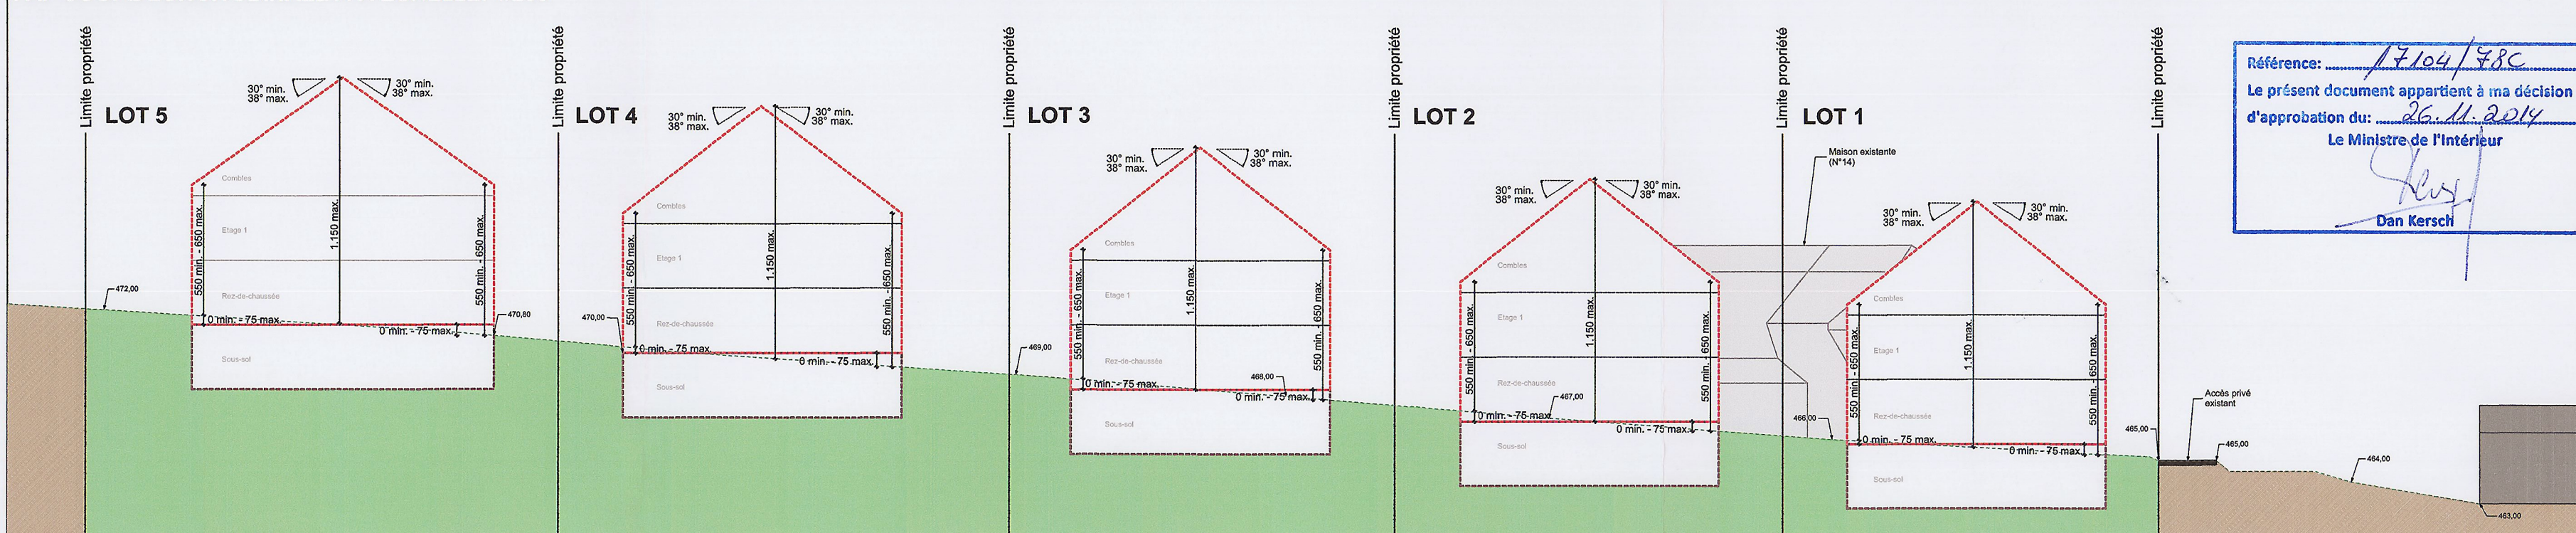 Limite propriété
LOT 5
30° min.
38° max.
30° min.
38° max.
Combles
550 min. - 650 max.
1.150 max.
550 min. - 650 max.
Etage 1
Rez-de-chaussée
472,00
0 min. - 75 max.
0 min. - 75 max.
470,80
Sous-sol
Limite propriété
LOT 4
30° min.
38° max.
30° min.
38° max.
Combles
550 min. - 650 max.
1.150 max.
550 min. - 650 max.
Etage 1
Rez-de-chaussée
470,00
0 min. - 75 max.
0 min. - 75 max.
Sous-sol
Limite propriété
LOT 3
30° min.
38° max.
30° min.
38° max.
Combles
550 min. - 650 max.
1.150 max.
550 min. - 650 max.
Etage 1
Rez-de-chaussée
469,00
0 min. - 75 max.
468,00
0 min. - 75 max.
Sous-sol
Limite propriété
LOT 2
30° min.
38° max.
30° min.
38° max.
Combles
550 min. - 650 max.
1.150 max.
550 min. - 650 max.
Etage 1
Rez-de-chaussée
467,00
0 min. - 75 max.
0 min. - 75 max.
Sous-sol
Limite propriété
LOT 1
Maison existante
(N°14)
30° min.
38° max.
30° min.
38° max.
Combles
550 min. - 650 max.
1.150 max.
550 min. - 650 max.
Etage 1
Rez-de-chaussée
466,00
0 min. - 75 max.
0 min. - 75 max.
Sous-sol
Limite propriété
465,00
Accès privé
existant
465,00
464,00
463,00
Référence: 17104/78C
Le présent document appartient à ma décision
d'approbation du: 26.11.2014
Le Ministre de l'Intérieur
Dan Kersch